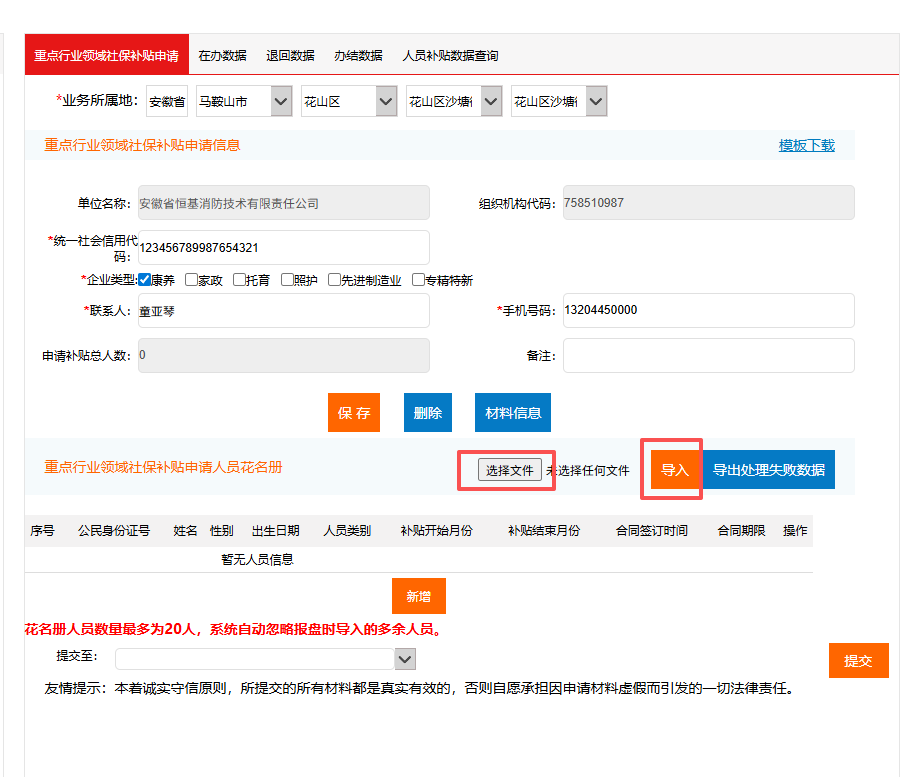 重点行业领域社保补贴申请 在办数据 退回数据 办结数据 人员补贴数据查询
*业务所属地： 安徽省 马鞍山市 花山区 花山区沙塘 花山区沙塘
重点行业领域社保补贴申请信息 模板下载
单位名称： 安徽省恒基消防技术有限责任公司 组织机构代码： 758510987
*统一社会信用代
码： 123456789987654321
*企业类型: 康养 家政 托育 照护 先进制造业 专精特新
*联系人： 童亚琴 *手机号码： 13204450000
申请补贴总人数： 0 备注：
保 存 删除 材料信息
重点行业领域社保补贴申请人员花名册 选择文件 未选择任何文件 导入 导出处理失败数据
序号 公民身份证号 姓名 性别 出生日期 人员类别 补贴开始月份 补贴结束月份 合同签订时间 合同期限 操作
暂无人员信息
新增
花名册人员数量最多为20人，系统自动忽略报盘时导入的多余人员。
提交至：
提交
友情提示：本着诚实守信原则，所提交的所有材料都是真实有效的，否则自愿承担因申请材料虚假而引发的一切法律责任。